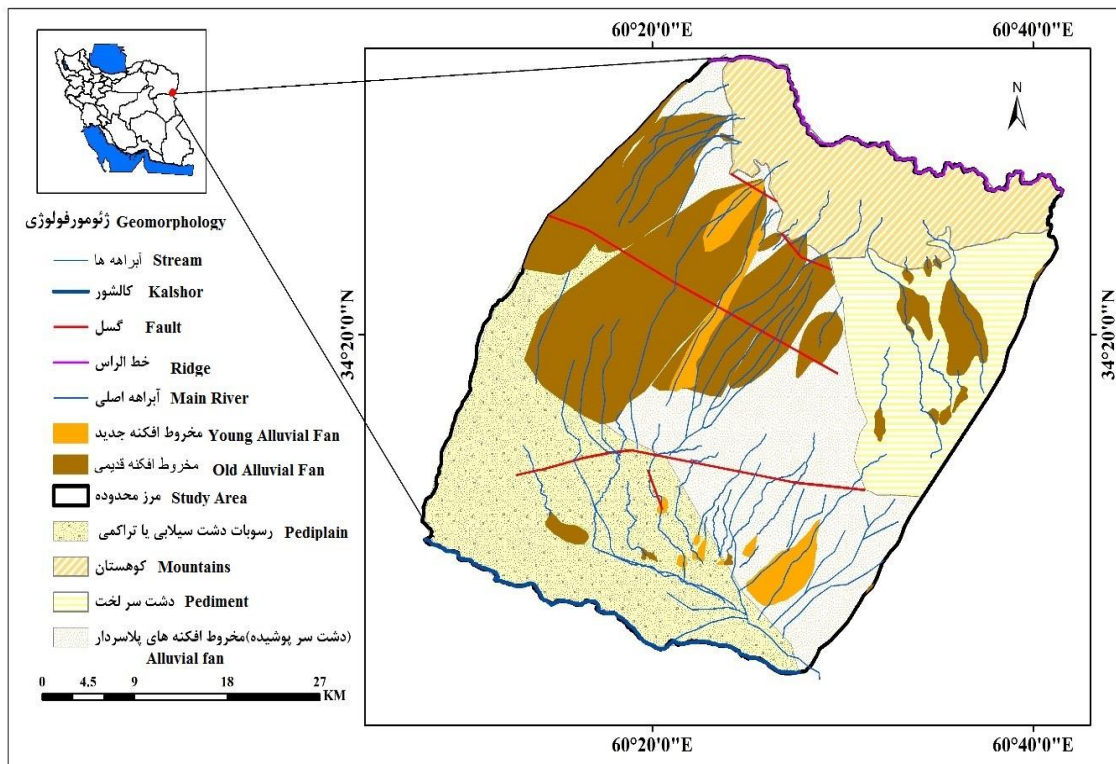 60°20'0"E 60°40'0"E
N
34°20'0"N 34°20'0"N
ژئومورفولوژی Geomorphology
آبراهه ها Stream
کالشور Kalshor
گسل Fault
خط الراس Ridge
آبراهه اصلی Main River
مخروط افکنه جدید Young Alluvial Fan
مخروط افکنه قدیمی Old Alluvial Fan
مرز محدوده Study Area
رسوبات دشت سیلابی یا تراکمی Pediplain
کوهستان Mountains
دشت سر لخت Pediment
(دشت سر پوشیده)مخروط افکنه های پلاسردار
Alluvial fan
0 4.5 9 18 27
KM
60°20'0"E 60°40'0"E